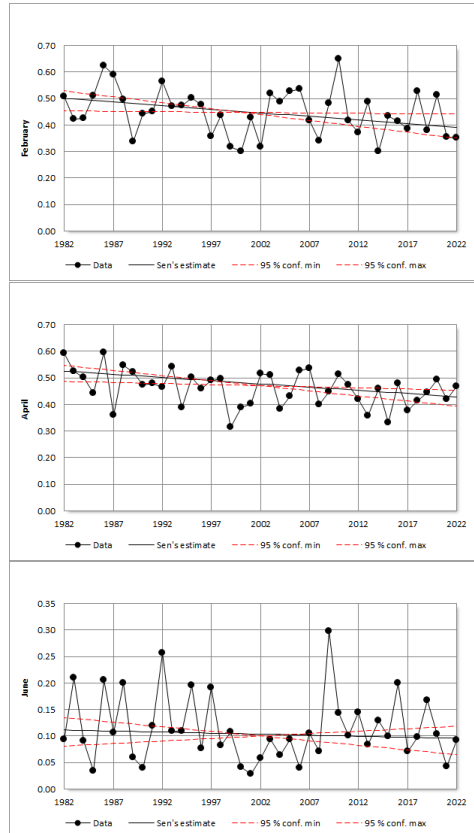 0.70
0.60
0.50
0.40
0.30
0.20
0.10
0.00
February
1982 1987 1992 1997 2002 2007 2012 2017 2022
Data Sen's estimate 95 % conf. min 95 % conf. max
0.70
0.60
0.50
0.40
0.30
0.20
0.10
0.00
April
1982 1987 1992 1997 2002 2007 2012 2017 2022
Data Sen's estimate 95 % conf. min 95 % conf. max
0.35
0.30
0.25
0.20
0.15
0.10
0.05
0.00
June
1982 1987 1992 1997 2002 2007 2012 2017 2022
Data Sen's estimate 95 % conf. min 95 % conf. max